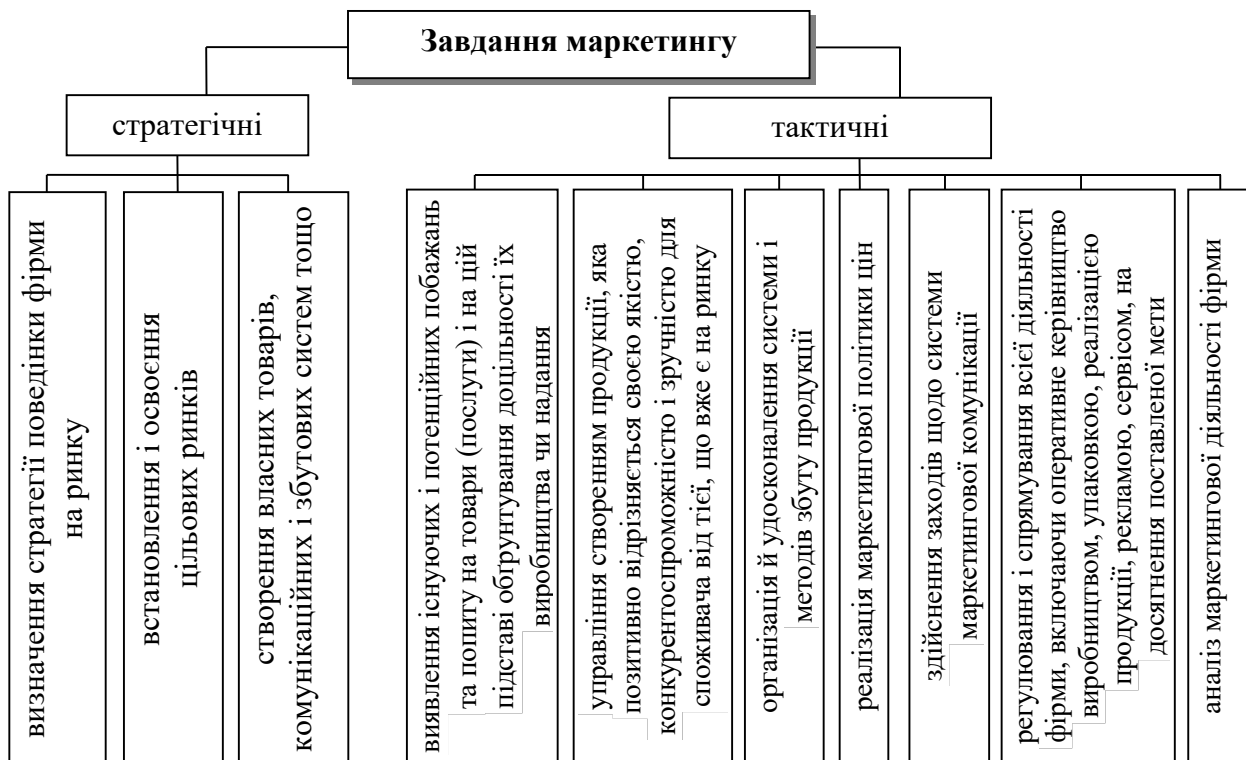 Завдання маркетингу
стратегічні
тактичні
визначення стратегії поведінки фірми
на ринку
встановлення і освоєння
цільових ринків
створення власних товарів,
комунікаційних і збутових систем тощо
виявлення існуючих і потенційних побажань
та попиту на товари (послуги) і на цій
підставі обґрунтування доцільності їх
виробництва чи надання
управління створенням продукції, яка
позитивно відрізняється своєю якістю,
конкурентоспроможністю і зручністю для
споживача від тієї, що вже є на ринку
організація й удосконалення системи і
методів збуту продукції
реалізація маркетингової політики цін
здійснення заходів щодо системи
маркетингової комунікації
регулювання і спрямування всієї діяльності
фірми, включаючи оперативне керівництво
виробництвом, упаковкою, реалізацією
продукції, рекламою, сервісом, на
досягнення поставленої мети
аналіз маркетингової діяльності фірми